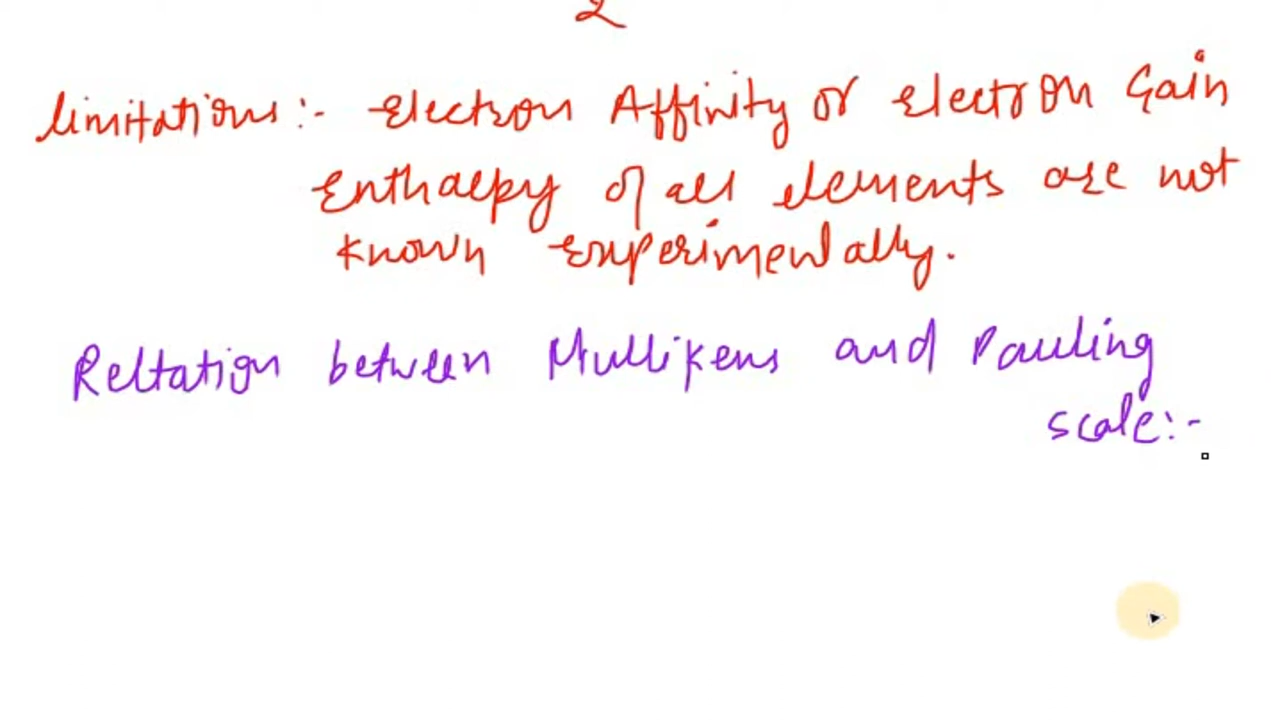 2
Limitations:- Electron Affinity or Electron Gain
Enthalpy of all elements are not
known experimentally.
Reltation between Mullikens and Pauling
scale:-